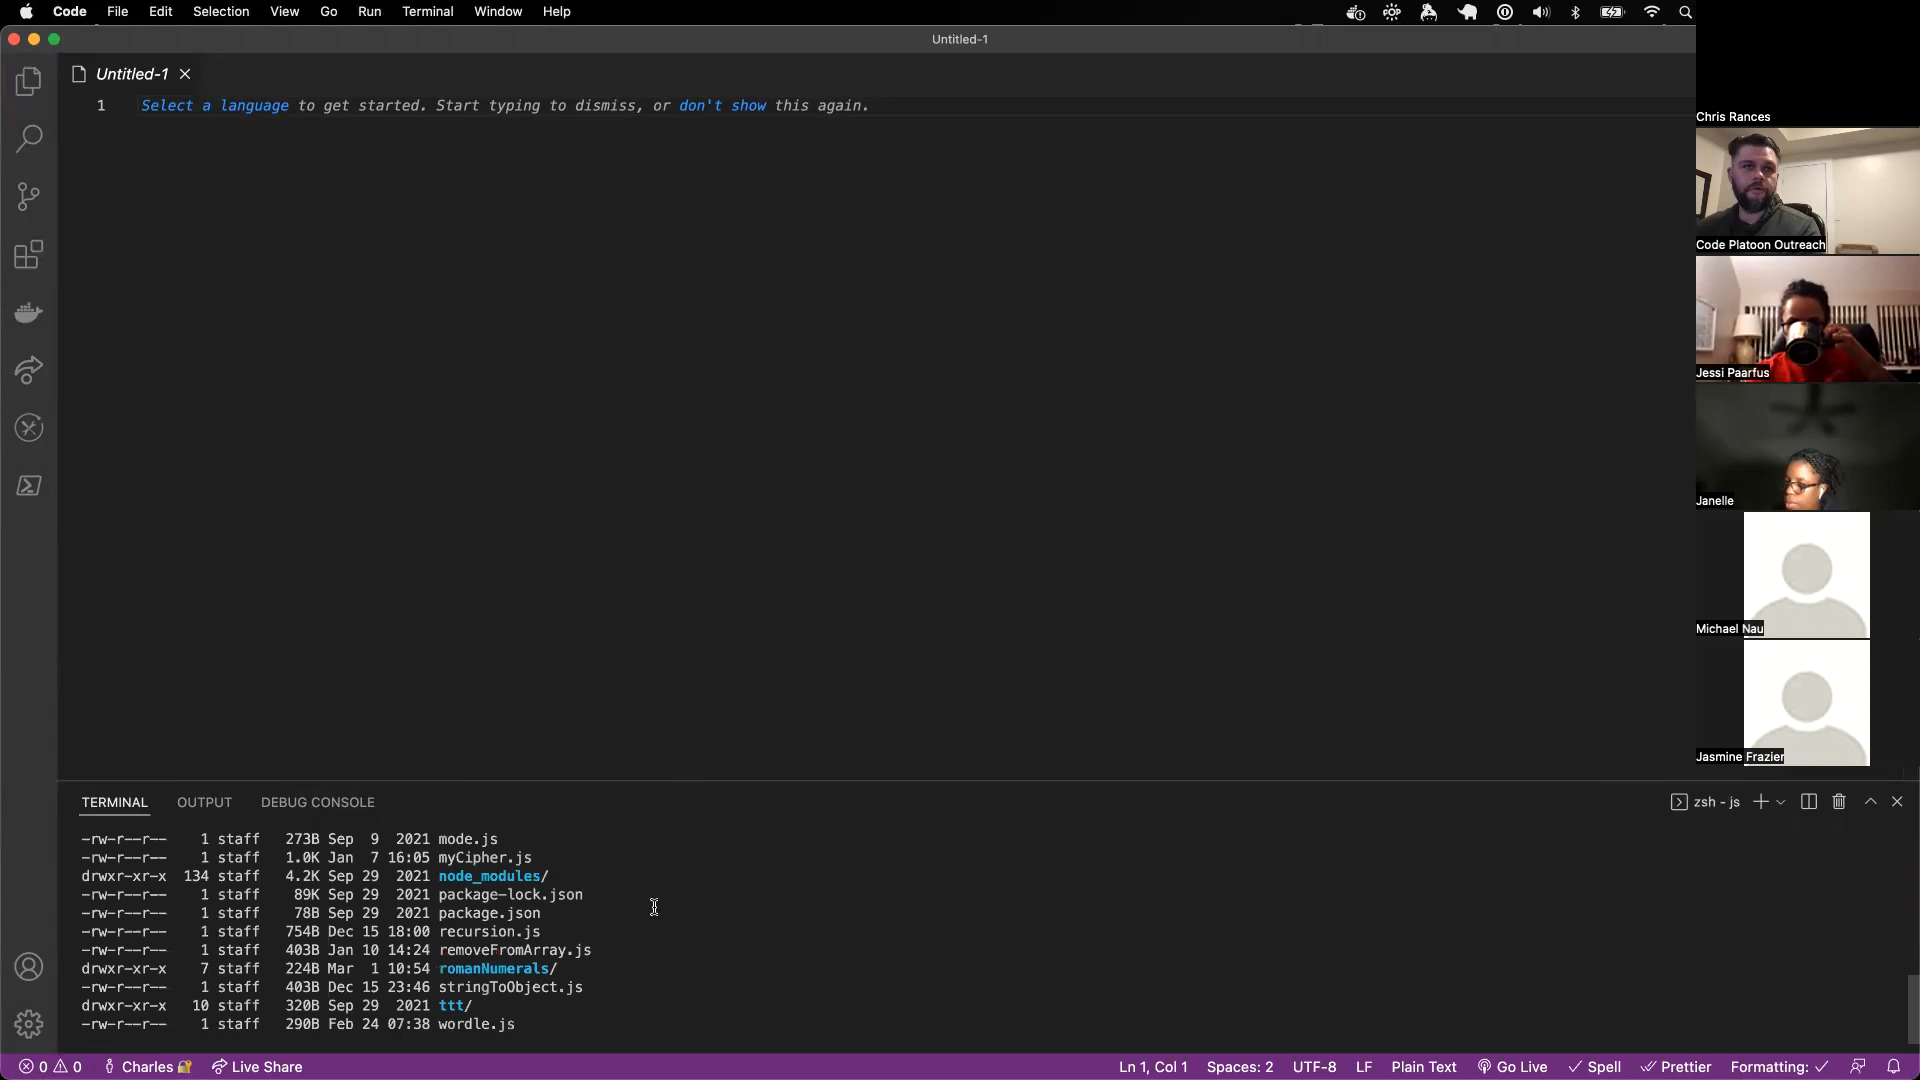 Code File Edit Selection View Go Run Terminal Window Help
Untitled-1
Untitled-1
1 Select a language to get started. Start typing to dismiss, or don't show this again.
Chris Rances
Code Platoon Outreach
Jessi Paarfus
Janelle
Michael Nau
Jasmine Frazier
TERMINAL OUTPUT DEBUG CONSOLE zsh - js
-rw-r--r-- 1 staff 273B Sep 9 2021 mode.js
-rw-r--r-- 1 staff 1.0K Jan 7 16:05 myCipher.js
drwxr-xr-x 134 staff 4.2K Sep 29 2021 node_modules/
-rw-r--r-- 1 staff 89K Sep 29 2021 package-lock.json
-rw-r--r-- 1 staff 78B Sep 29 2021 package.json
-rw-r--r-- 1 staff 754B Dec 15 18:00 recursion.js
-rw-r--r-- 1 staff 403B Jan 10 14:24 removeFromArray.js
drwxr-xr-x 7 staff 224B Mar 1 10:54 romanNumerals/
-rw-r--r-- 1 staff 403B Dec 15 23:46 stringToObject.js
drwxr-xr-x 10 staff 320B Sep 29 2021 ttt/
-rw-r--r-- 1 staff 290B Feb 24 07:38 wordle.js
0 0 Charles Live Share Ln 1, Col 1 Spaces: 2 UTF-8 LF Plain Text Go Live Spell Prettier Formatting: